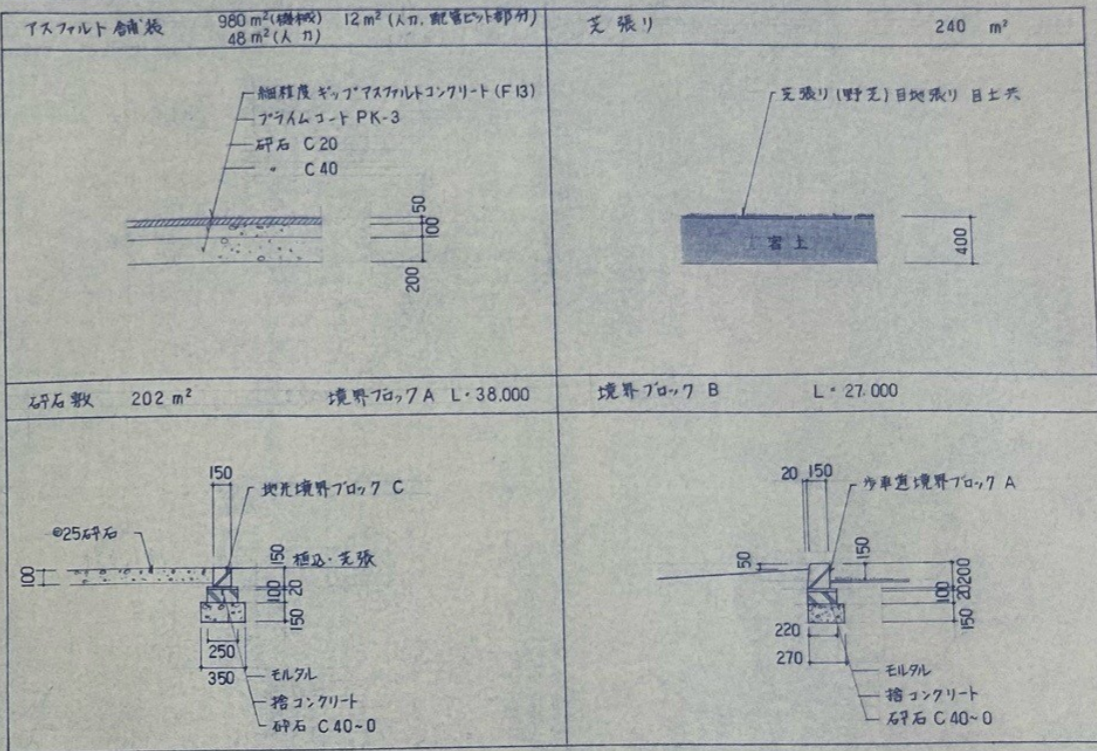 アスファルト舗装 980 m²(機械) 12 m² (人力, 配管ピット部分)
48 m²(人力)
芝張り 240 m²
細粒度ギャップアスファルトコンクリート (F13)
プライムコート PK-3
砕石 C 20
〃 C 40
50
100
200
芝張り(野芝)目地張り 目土共
客土
400
砕石敷 202 m² 境界ブロック A L・38.000
境界ブロック B L・27.000
150
地先境界ブロック C
25砕石
植込・芝張
100
150
20
100
150
250
350
モルタル
捨コンクリート
砕石 C 40~0
20 150
歩車道境界ブロック A
50
150
200
20
100
150
220
270
モルタル
捨コンクリート
砕石 C 40~0